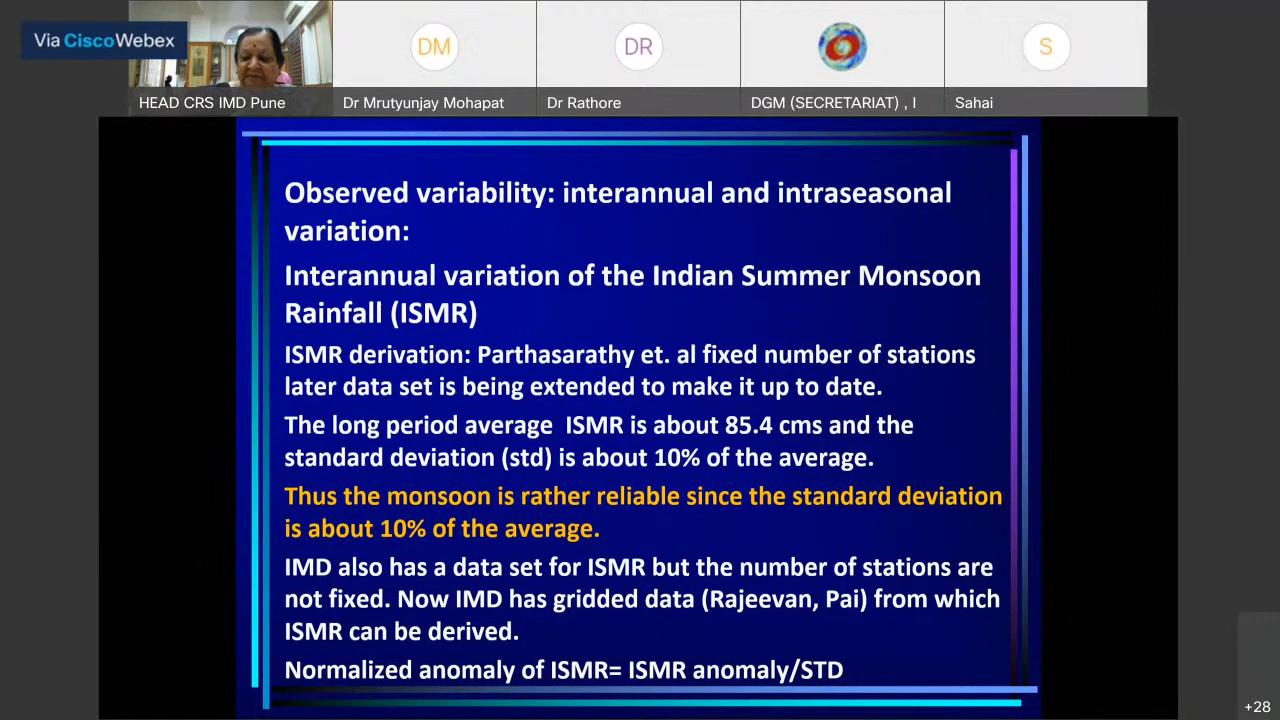 Via Cisco Webex
HEAD CRS IMD Pune
DM
Dr Mrutyunjay Mohapat
DR
Dr Rathore
DGM (SECRETARIAT) , I
S
Sahai
Observed variability: interannual and intraseasonal
variation:
Interannual variation of the Indian Summer Monsoon
Rainfall (ISMR)
ISMR derivation: Parthasarathy et. al fixed number of stations
later data set is being extended to make it up to date.
The long period average ISMR is about 85.4 cms and the
standard deviation (std) is about 10% of the average.
Thus the monsoon is rather reliable since the standard deviation
is about 10% of the average.
IMD also has a data set for ISMR but the number of stations are
not fixed. Now IMD has gridded data (Rajeevan, Pai) from which
ISMR can be derived.
Normalized anomaly of ISMR= ISMR anomaly/STD
+28